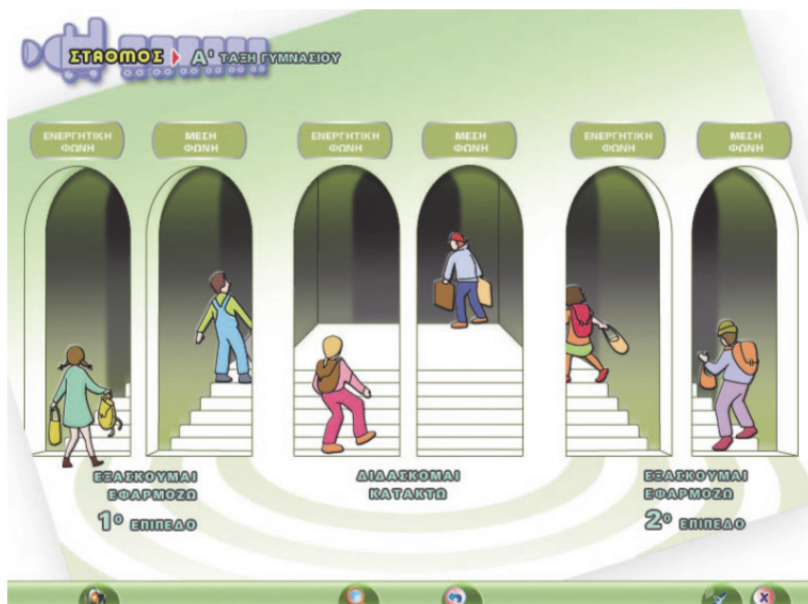 ΣΤΑΘΜΟΣ Α' ΤΑΞΗ ΓΥΜΝΑΣΙΟΥ
ΕΝΕΡΓΗΤΙΚΗ
ΦΩΝΗ
ΜΕΣΗ
ΦΩΝΗ
ΕΝΕΡΓΗΤΙΚΗ
ΦΩΝΗ
ΜΕΣΗ
ΦΩΝΗ
ΕΝΕΡΓΗΤΙΚΗ
ΦΩΝΗ
ΜΕΣΗ
ΦΩΝΗ
ΕΞΑΣΚΟΥΜΑΙ
ΕΦΑΡΜΟΖΩ
1ο ΕΠΙΠΕΔΟ
ΔΙΔΑΣΚΟΜΑΙ
ΚΑΤΑΚΤΩ
ΕΞΑΣΚΟΥΜΑΙ
ΕΦΑΡΜΟΖΩ
2ο ΕΠΙΠΕΔΟ